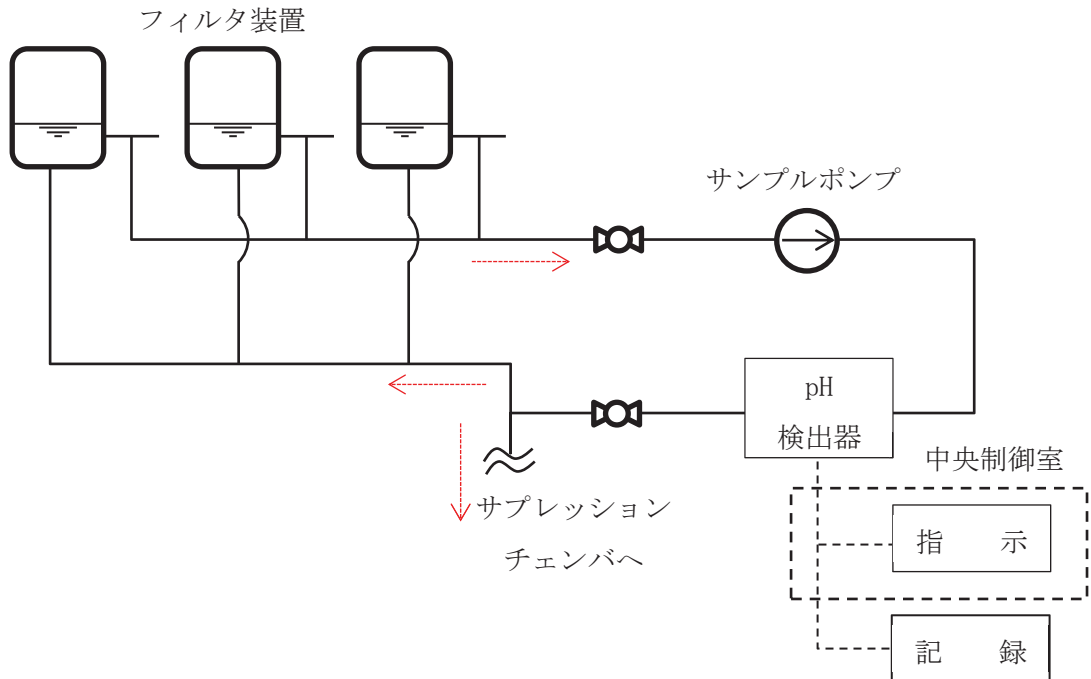 フィルタ装置
サンプルポンプ
pH
検出器
中央制御室
サプレッション
チェンバへ
指　示
記　録